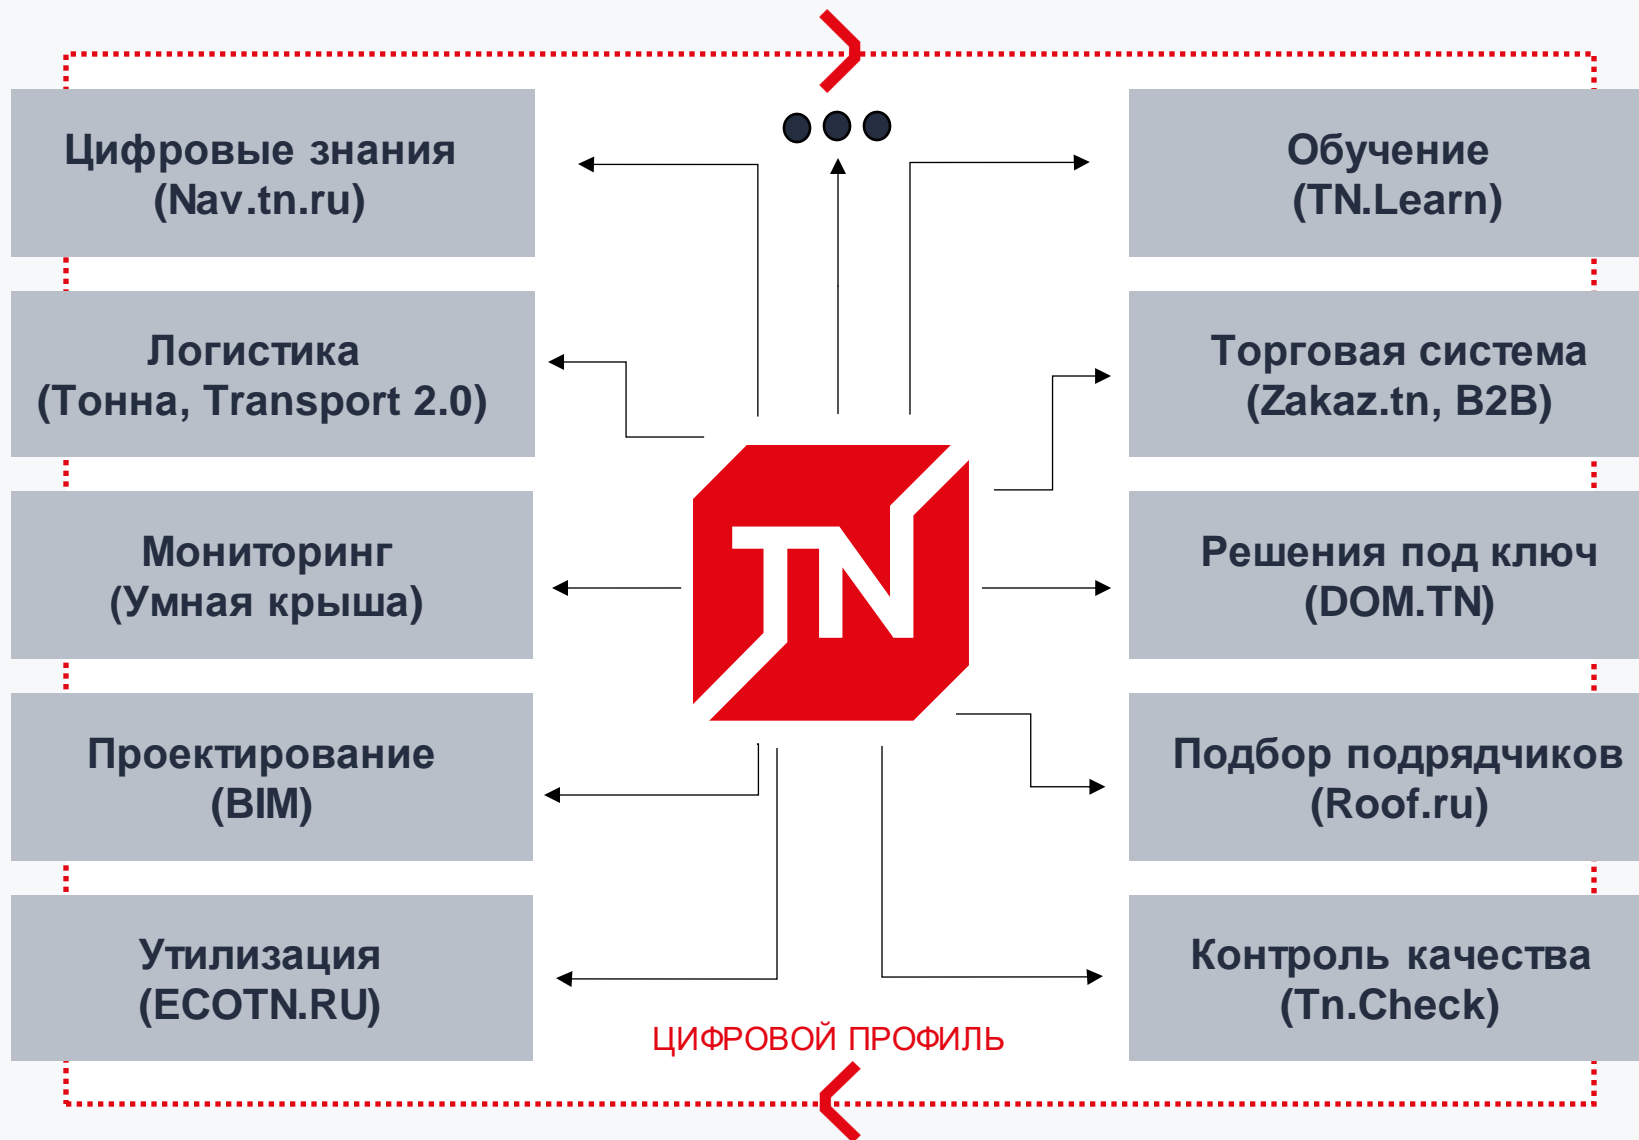 Цифровые знания
(Nav.tn.ru)
Логистика
(Тонна, Transport 2.0)
Мониторинг
(Умная крыша)
Проектирование
(BIM)
Утилизация
(ECOTN.RU)
TN
ЦИФРОВОЙ ПРОФИЛЬ
Обучение
(TN.Learn)
Торговая система
(Zakaz.tn, B2B)
Решения под ключ
(DOM.TN)
Подбор подрядчиков
(Roof.ru)
Контроль качества
(Tn.Check)